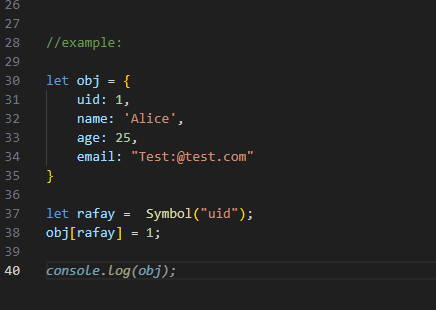 26
27
28 //example:
29
30 let obj = {
31 uid: 1,
32 name: 'Alice',
33 age: 25,
34 email: "Test:@test.com"
35 }
36
37 let rafay =  Symbol("uid");
38 obj[rafay] = 1;
39
40 console.log(obj);